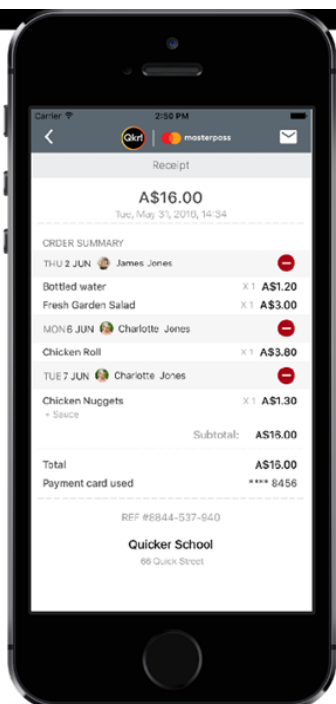 Carrier 2:50 PM
Qkr! masterpass
Receipt
A$16.00
Tue, May 31, 2016, 14:34
ORDER SUMMARY
THU 2 JUN James Jones
Bottled water X 1 A$1.20
Fresh Garden Salad X 1 A$3.00
MON 6 JUN Charlotte Jones
Chicken Roll X 1 A$3.80
TUE 7 JUN Charlotte Jones
Chicken Nuggets X 1 A$1.30
+ Sauce
Subtotal: A$16.00
Total A$16.00
Payment card used **** 8456
REF #8844-537-940
Quicker School
66 Quick Street